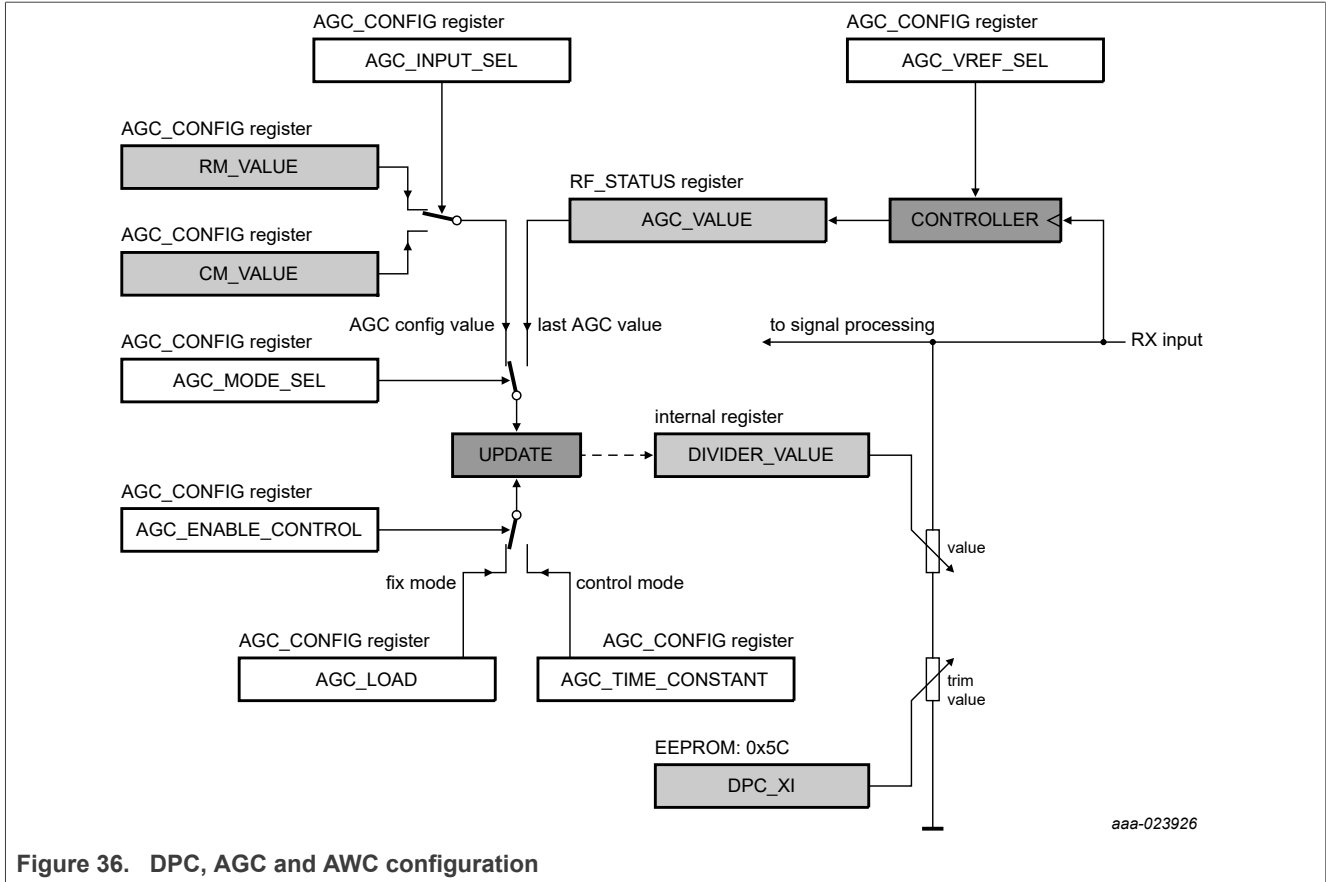 AGC_CONFIG register
AGC_INPUT_SEL
AGC_CONFIG register
AGC_VREF_SEL
AGC_CONFIG register
RM_VALUE
RF_STATUS register
AGC_VALUE
CONTROLLER
AGC_CONFIG register
CM_VALUE
AGC config value
last AGC value
to signal processing
RX input
AGC_CONFIG register
AGC_MODE_SEL
internal register
UPDATE
DIVIDER_VALUE
AGC_CONFIG register
AGC_ENABLE_CONTROL
value
fix mode
control mode
AGC_CONFIG register
AGC_LOAD
AGC_CONFIG register
AGC_TIME_CONSTANT
trim
value
EEPROM: 0x5C
DPC_XI
aaa-023926
Figure 36. DPC, AGC and AWC configuration